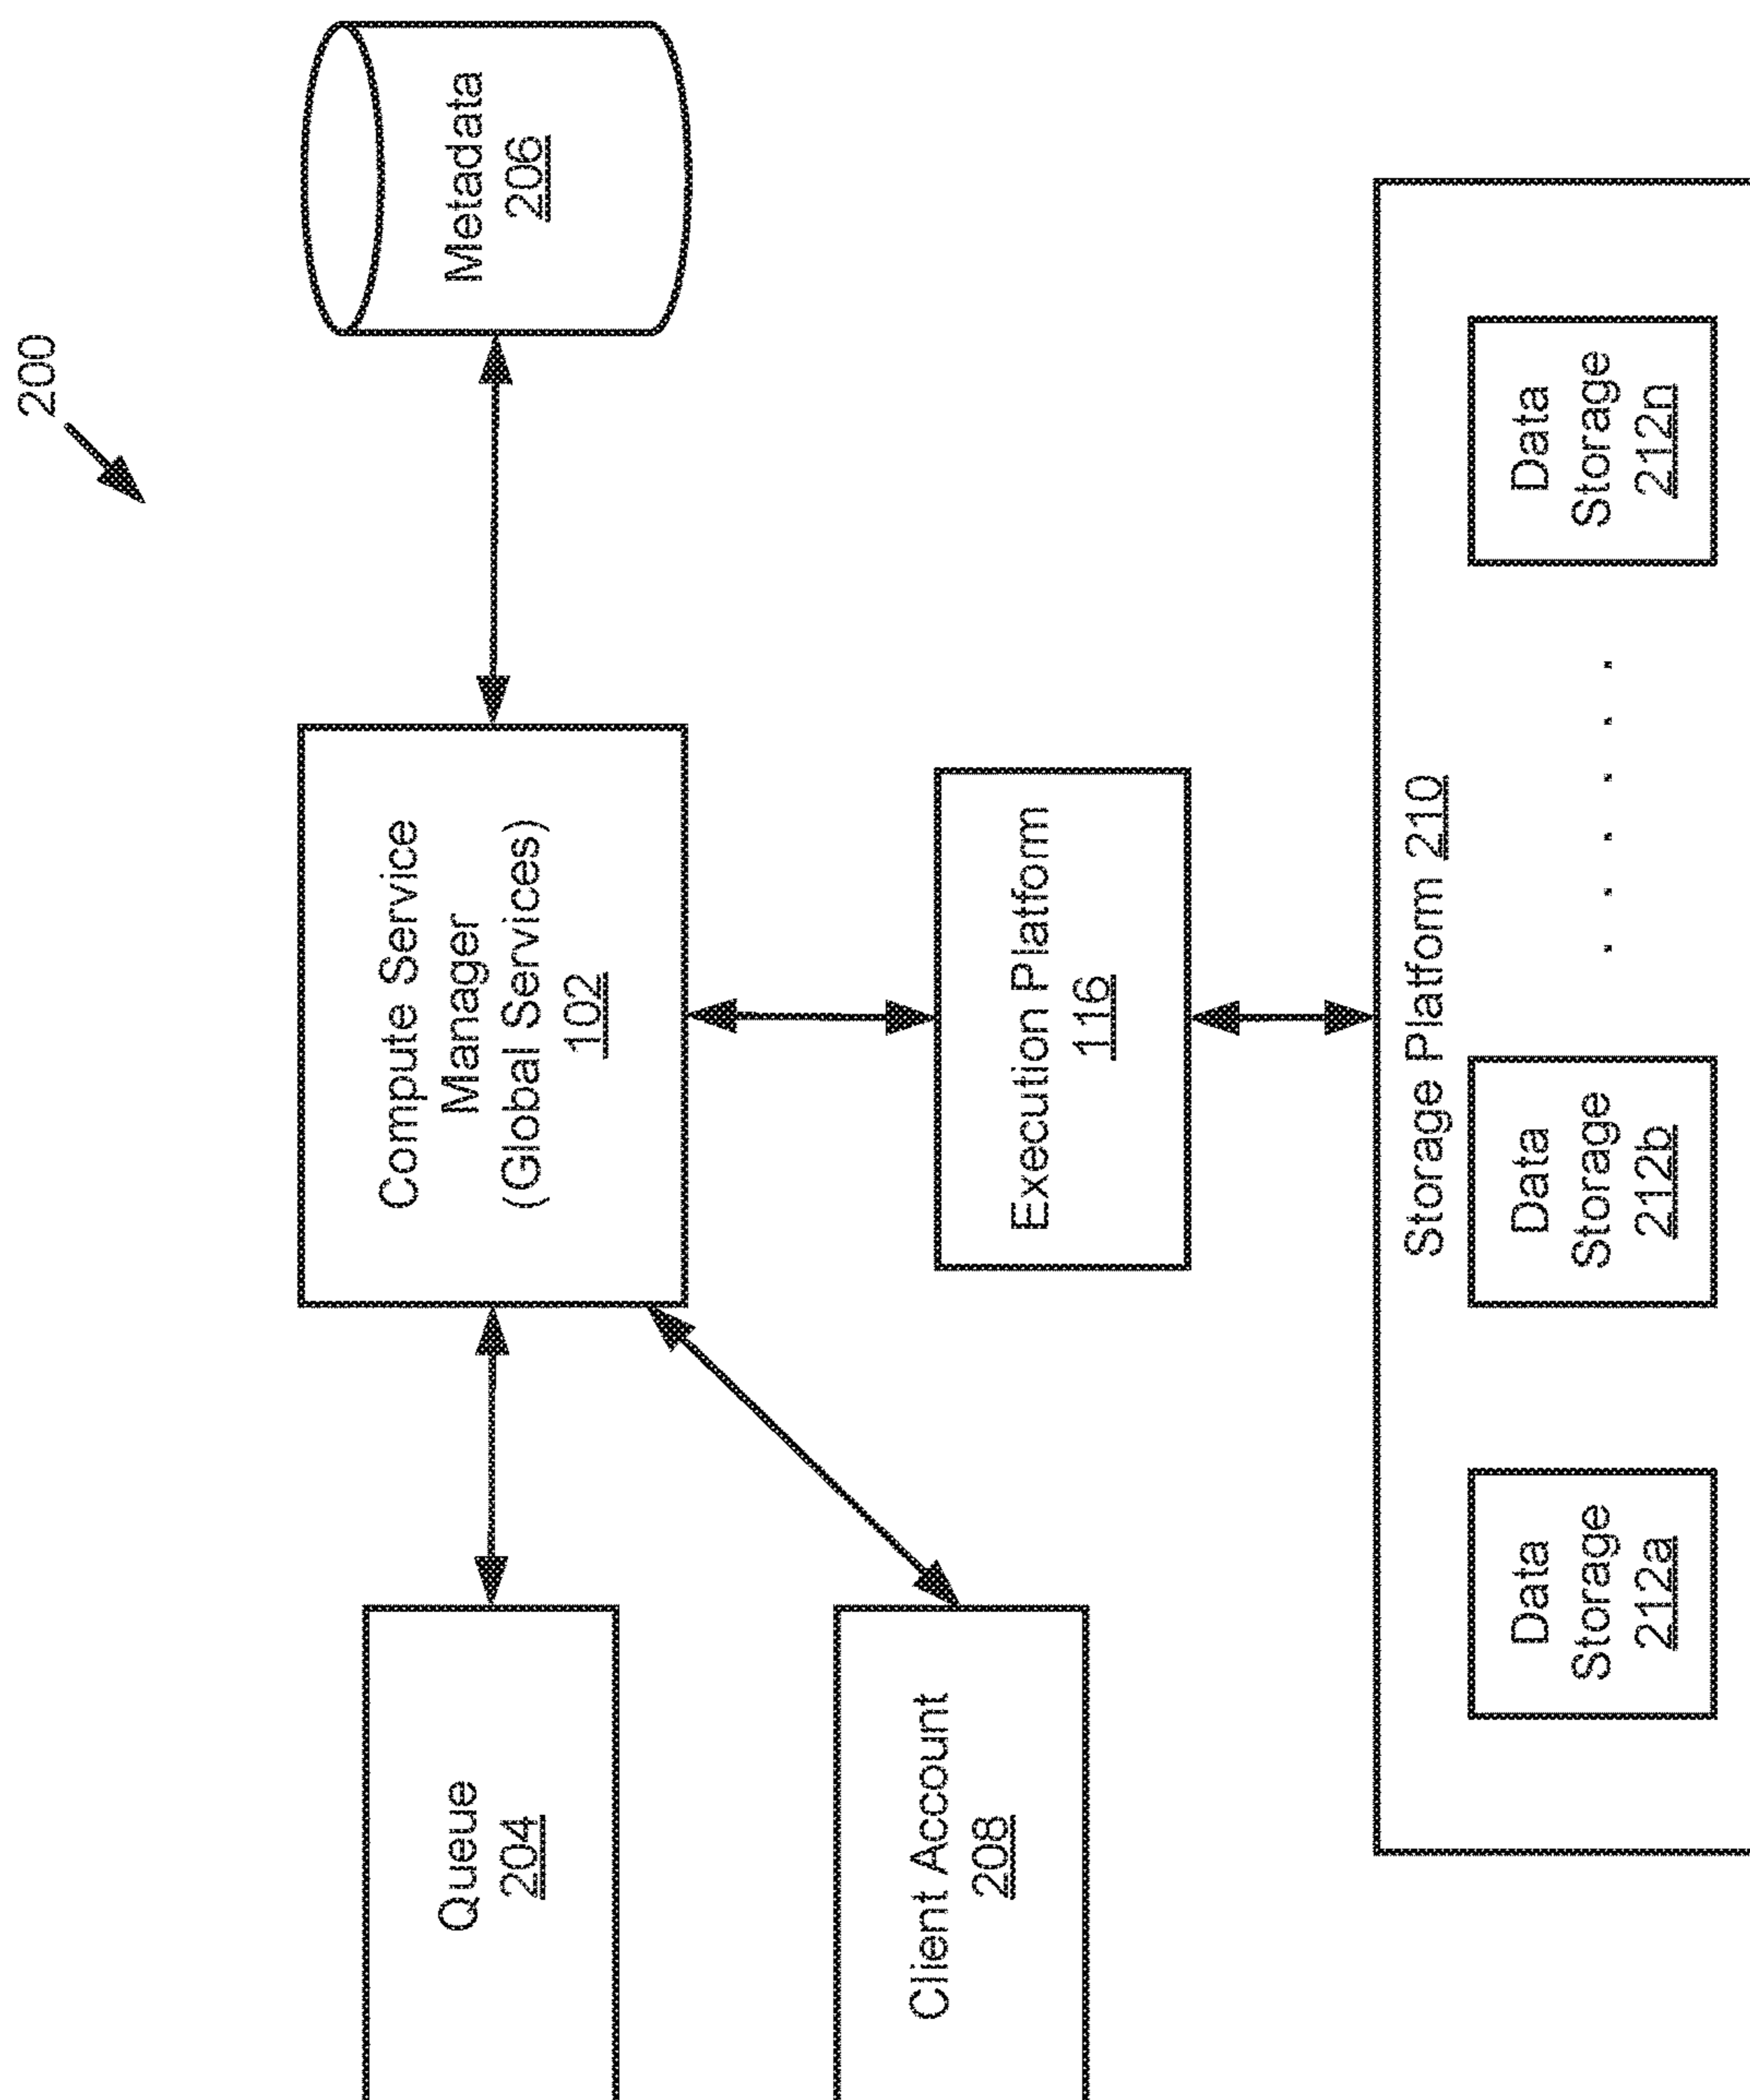 200
Queue
204
Compute Service
Manager
(Global Services)
102
Metadata
206
Client Account
208
Execution Platform
116
Storage Platform 210
Data
Storage
212a
Data
Storage
212b
. . . . . .
Data
Storage
212n